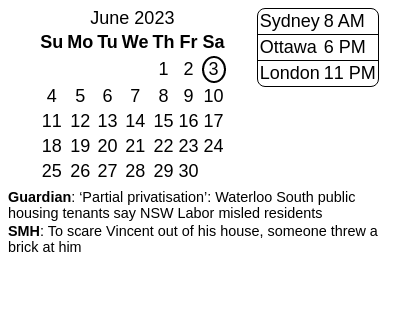 June 2023
Su Mo Tu We Th Fr Sa
1 2 3
4 5 6 7 8 9 10
11 12 13 14 15 16 17
18 19 20 21 22 23 24
25 26 27 28 29 30
Sydney 8 AM
Ottawa 6 PM
London 11 PM
Guardian: ‘Partial privatisation’: Waterloo South public
housing tenants say NSW Labor misled residents
SMH: To scare Vincent out of his house, someone threw a
brick at him